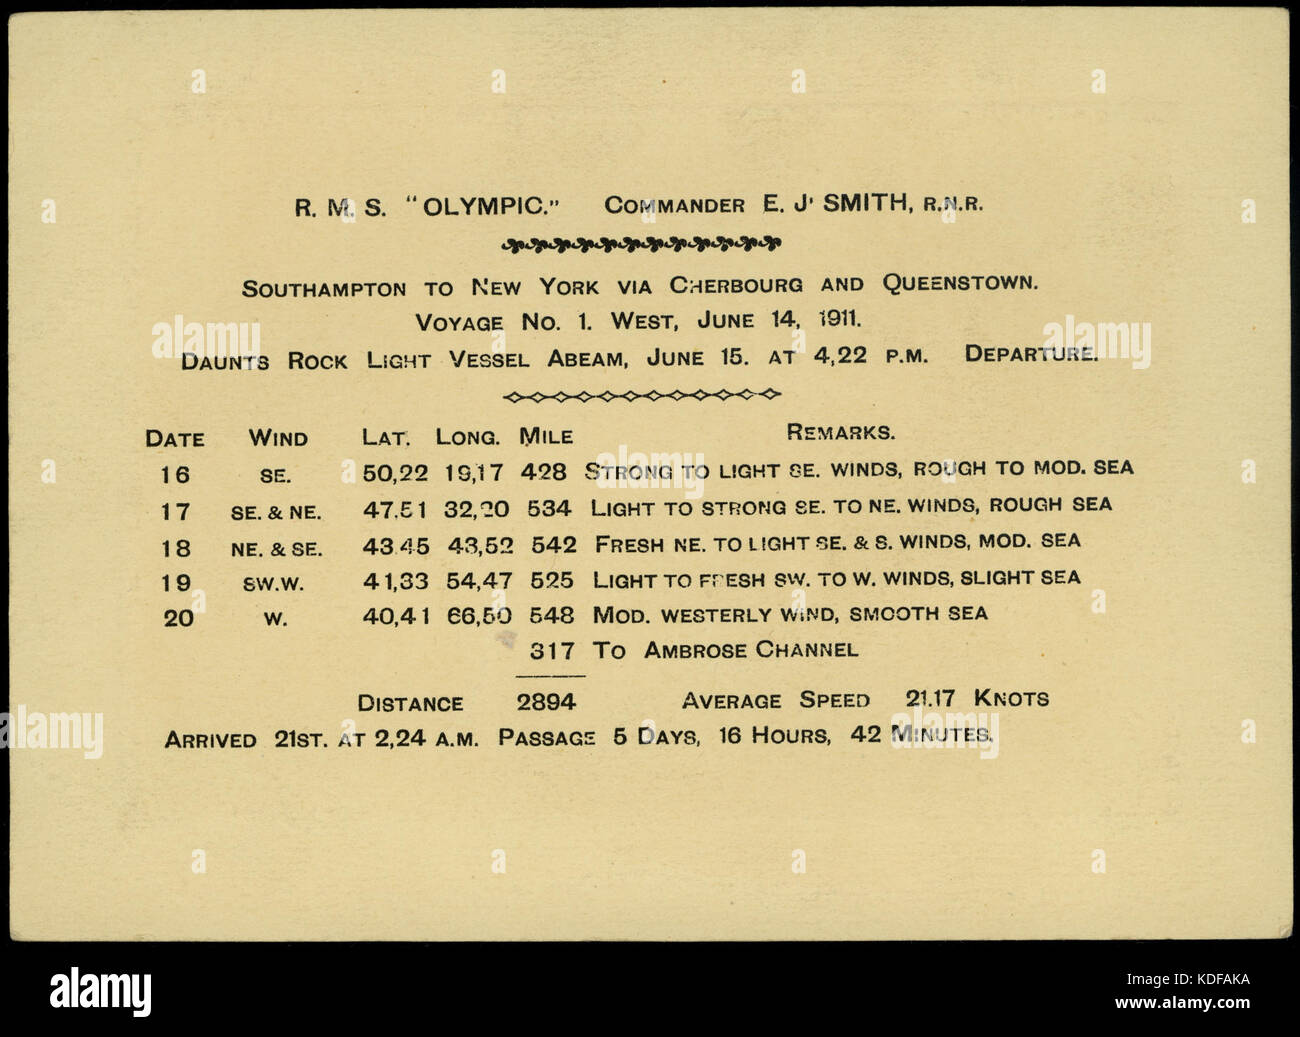 R. M. S. "OLYMPIC." COMMANDER E. J' SMITH, R.N.R.
SOUTHAMPTON TO NEW YORK VIA CHERBOURG AND QUEENSTOWN.
VOYAGE NO. 1. WEST, JUNE 14, 1911.
DAUNTS ROCK LIGHT VESSEL ABEAM, JUNE 15. AT 4,22 P.M. DEPARTURE.
DATE WIND LAT. LONG. MILE REMARKS.
16 SE. 50,22 19,17 428 STRONG TO LIGHT SE. WINDS, ROUGH TO MOD. SEA
17 SE. & NE. 47,51 32,20 534 LIGHT TO STRONG SE. TO NE. WINDS, ROUGH SEA
18 NE. & SE. 43,45 43,52 542 FRESH NE. TO LIGHT SE. & S. WINDS, MOD. SEA
19 SW.W. 41,33 54,47 525 LIGHT TO FRESH SW. TO W. WINDS, SLIGHT SEA
20 W. 40,41 66,50 548 MOD. WESTERLY WIND, SMOOTH SEA
317 TO AMBROSE CHANNEL
DISTANCE 2894 AVERAGE SPEED 21.17 KNOTS
ARRIVED 21ST. AT 2,24 A.M. PASSAGE 5 DAYS, 16 HOURS, 42 MINUTES.
alamy
Image ID: KDFAKA
www.alamy.com